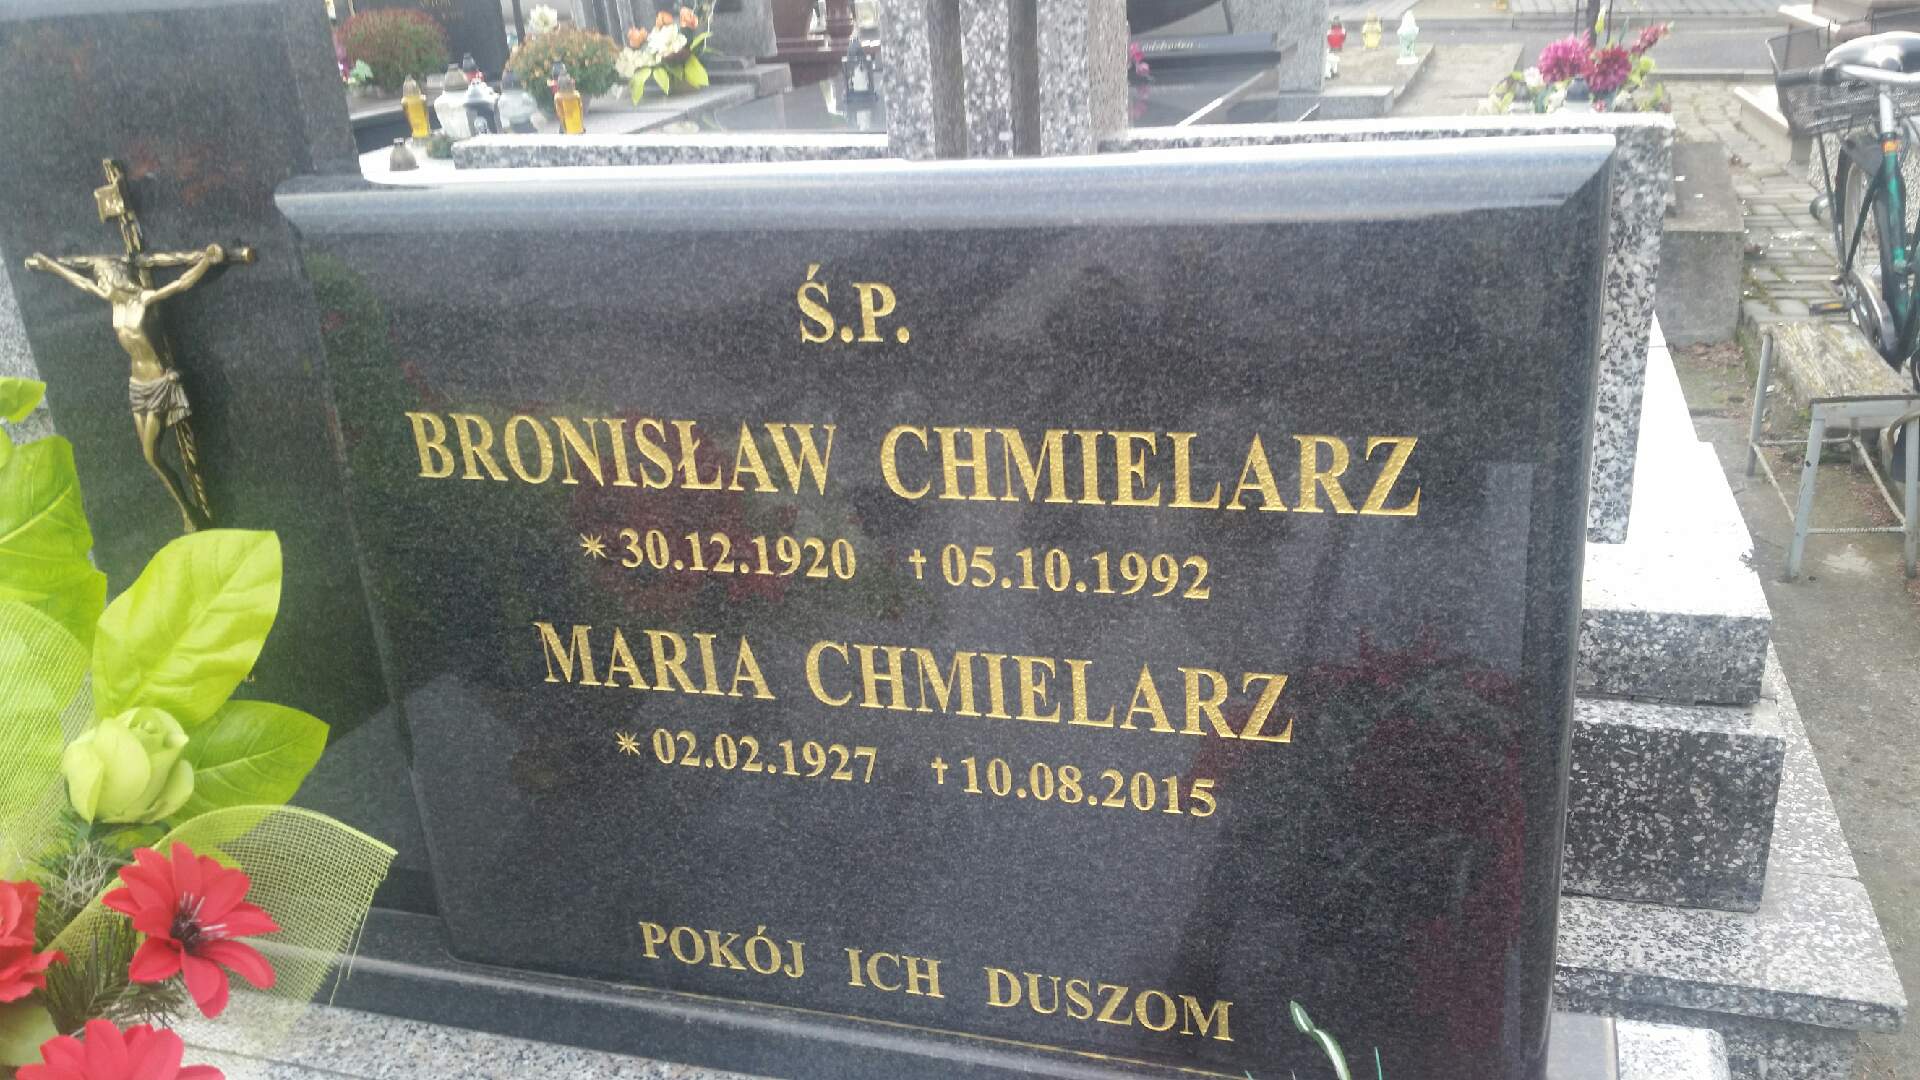 Ś.P.
BRONISŁAW CHMIELARZ
* 30.12.1920 † 05.10.1992
MARIA CHMIELARZ
* 02.02.1927 † 10.08.2015
POKÓJ ICH DUSZOM